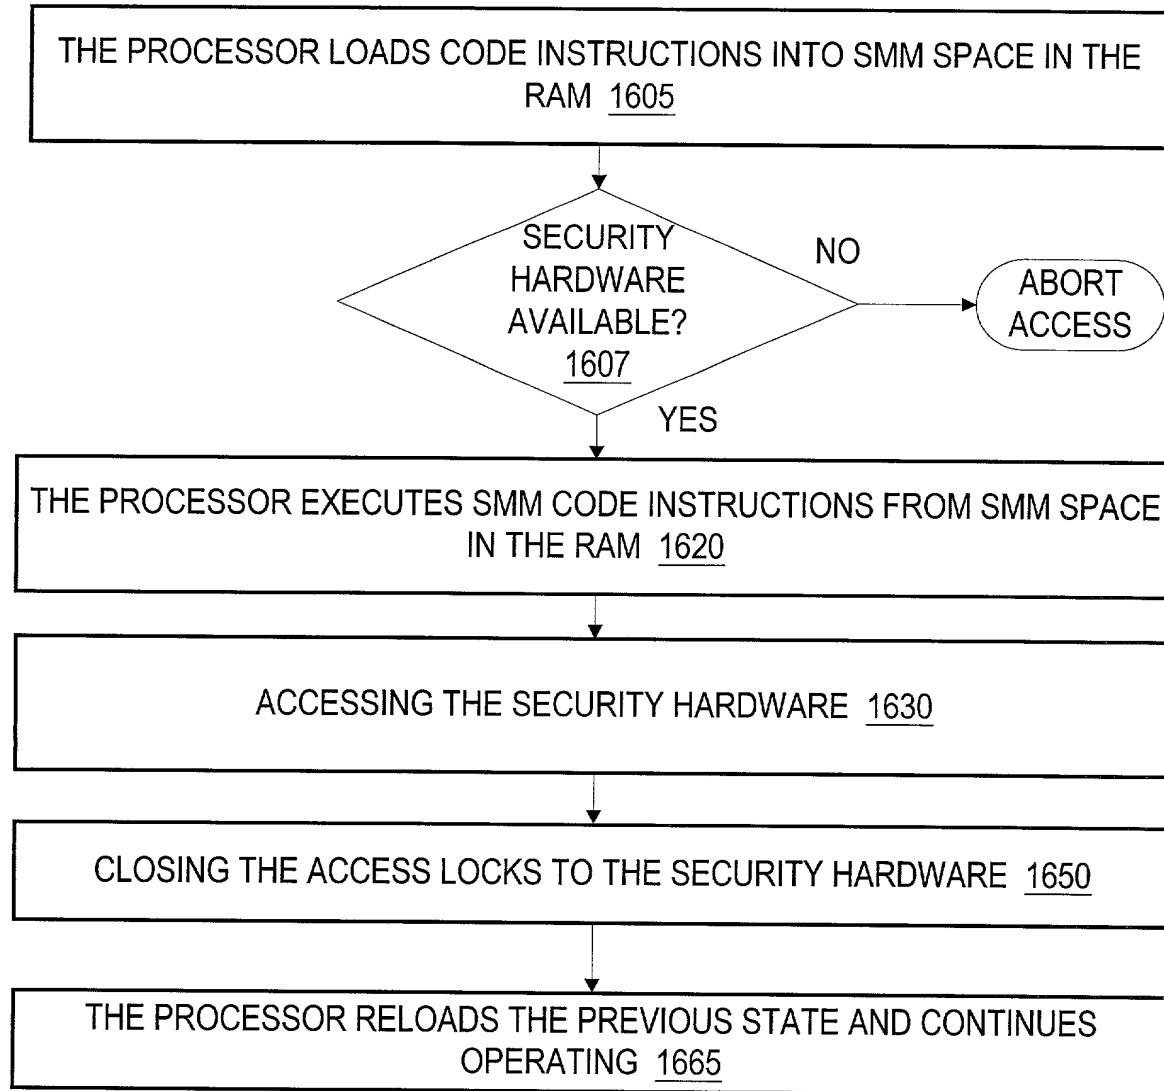 THE PROCESSOR LOADS CODE INSTRUCTIONS INTO SMM SPACE IN THE
RAM 1605
SECURITY
HARDWARE
AVAILABLE?
1607
NO
ABORT
ACCESS
YES
THE PROCESSOR EXECUTES SMM CODE INSTRUCTIONS FROM SMM SPACE
IN THE RAM 1620
ACCESSING THE SECURITY HARDWARE 1630
CLOSING THE ACCESS LOCKS TO THE SECURITY HARDWARE 1650
THE PROCESSOR RELOADS THE PREVIOUS STATE AND CONTINUES
OPERATING 1665